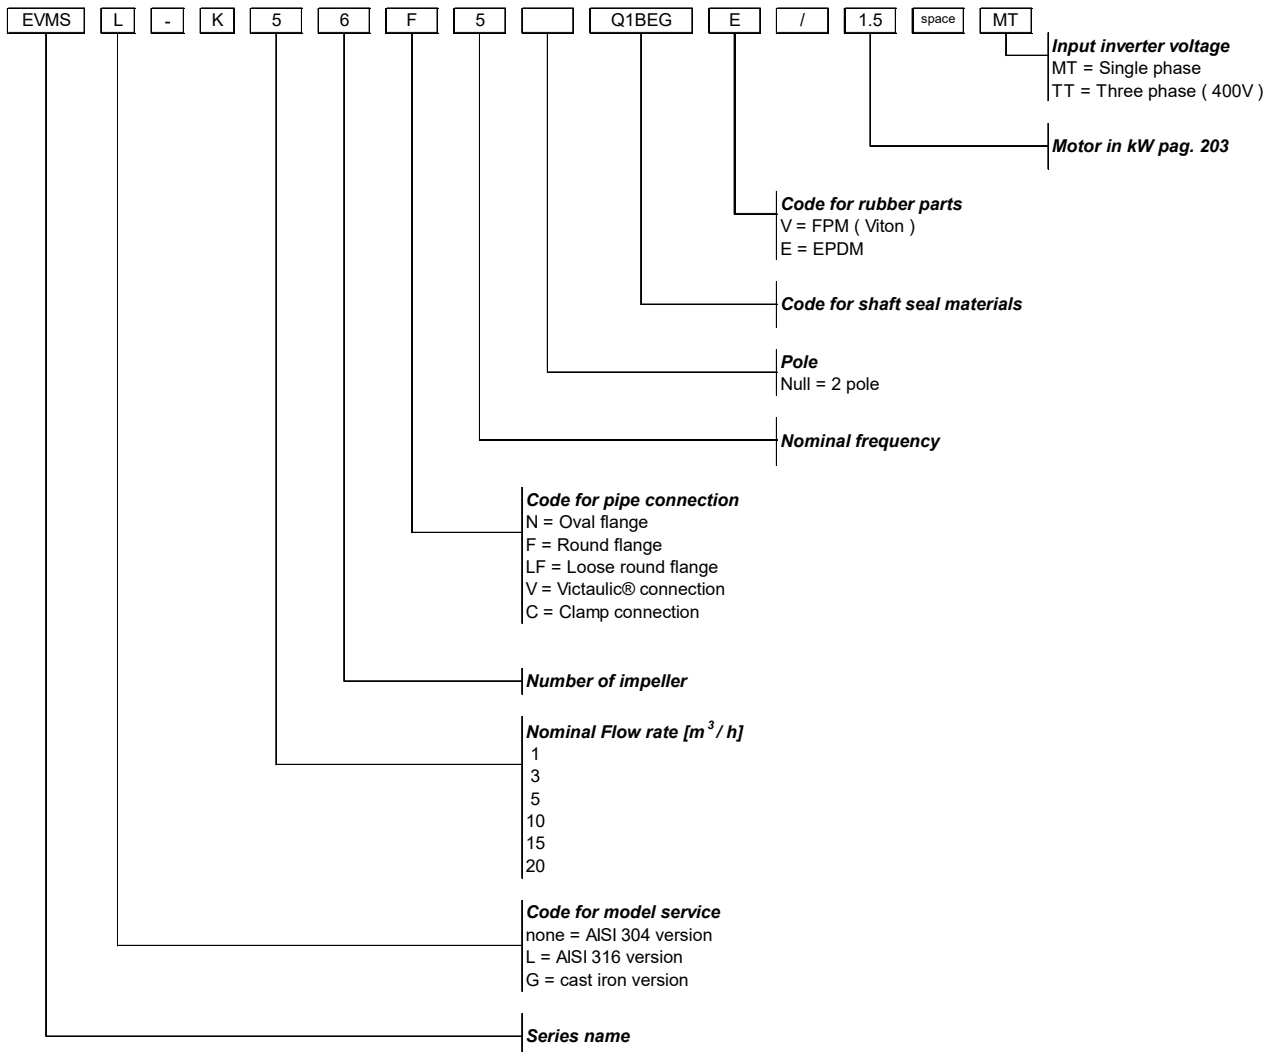 EVMS L - K 5 6 F 5 Q1BEG E / 1.5 space MT
Input inverter voltage
MT = Single phase
TT = Three phase ( 400V )
Motor in kW pag. 203
Code for rubber parts
V = FPM ( Viton )
E = EPDM
Code for shaft seal materials
Pole
Null = 2 pole
Nominal frequency
Code for pipe connection
N = Oval flange
F = Round flange
LF = Loose round flange
V = Victaulic® connection
C = Clamp connection
Number of impeller
Nominal Flow rate [m³ / h]
1
3
5
10
15
20
Code for model service
none = AISI 304 version
L = AISI 316 version
G = cast iron version
Series name